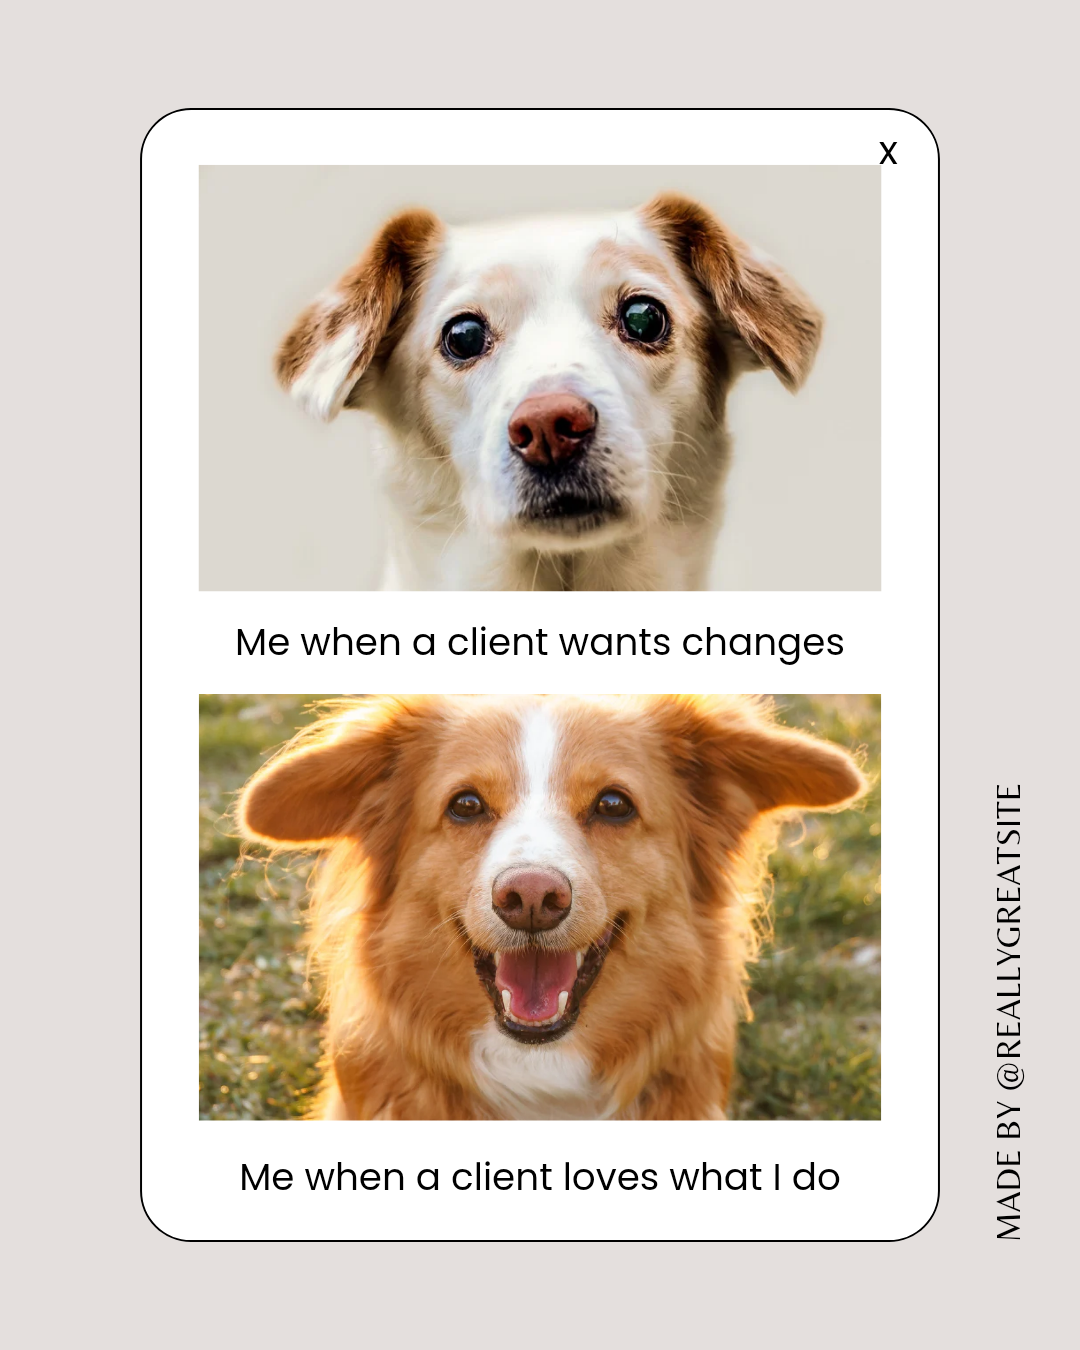 X
Me when a client wants changes
Me when a client loves what I do
MADE BY @REALLYGREATSITE